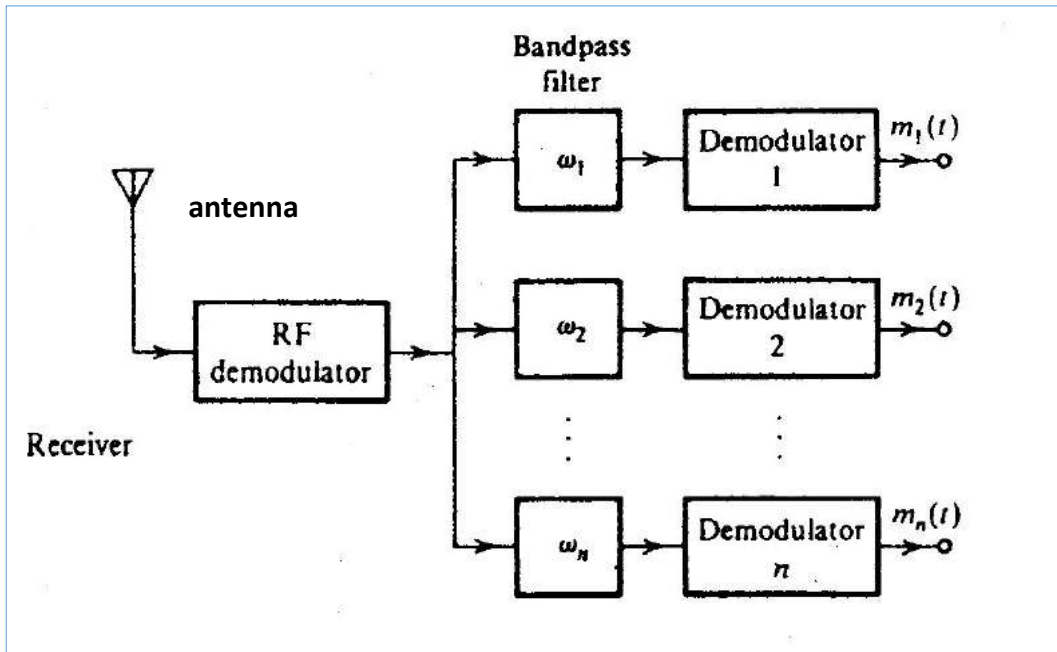 Bandpass
filter
ω₁
Demodulator
1
m₁(t)
antenna
ω₂
Demodulator
2
m₂(t)
RF
demodulator
Receiver
ωₙ
Demodulator
n
mₙ(t)